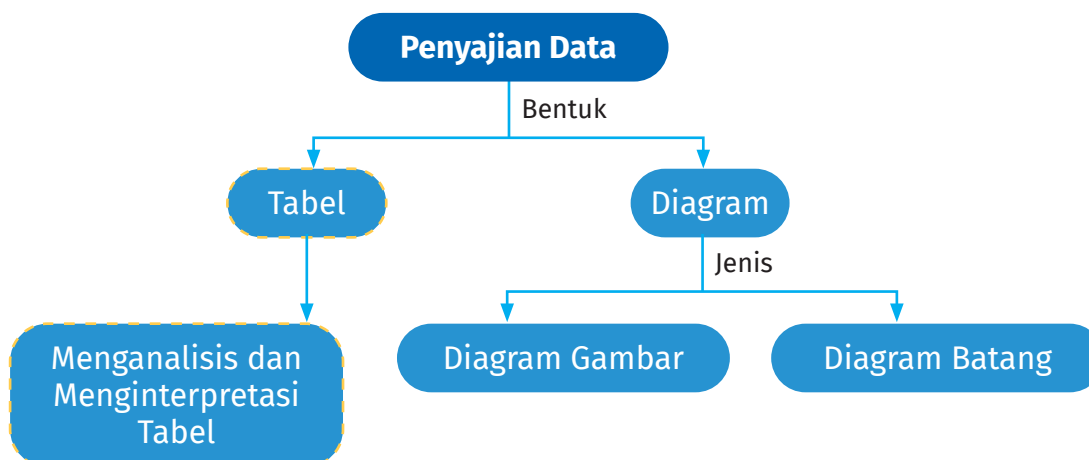 Penyajian Data
Bentuk
Tabel
Diagram
Jenis
Menganalisis dan
Menginterpretasi
Tabel
Diagram Gambar
Diagram Batang